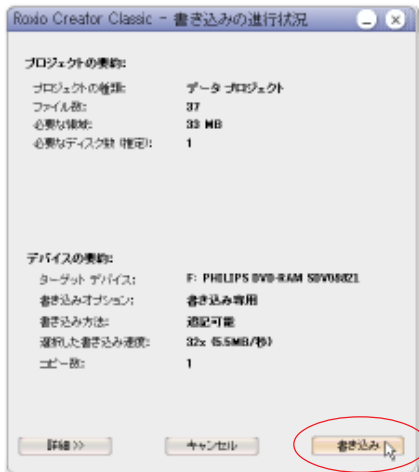 Roxio Creator Classic - 書き込みの進行状況
プロジェクトの要約:
プロジェクトの種類: データ プロジェクト
ファイル数: 37
必要な領域: 33 MB
必要なディスク数 (推定): 1
デバイスの要約:
ターゲット デバイス: F: PHILIPS DVD-RAM SDVD8821
書き込みオプション: 書き込み専用
書き込み方法: 追記可能
選択した書き込み速度: 32x (5.5MB/秒)
コピー数: 1
詳細 >> キャンセル 書き込み